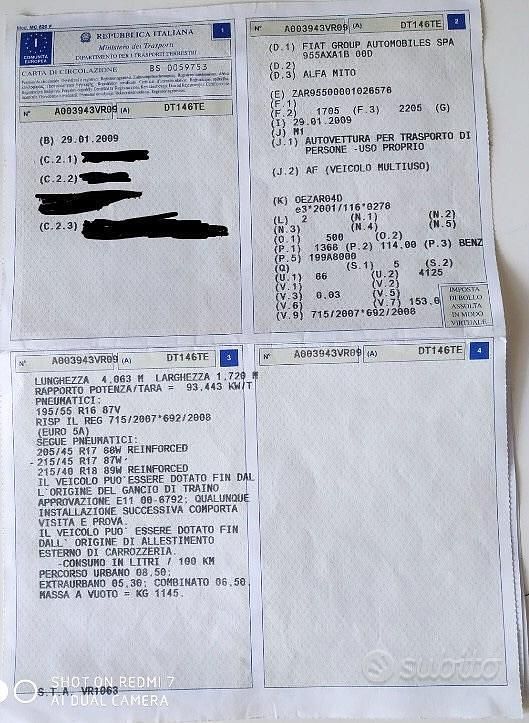 Mod. MC 820 F
REPUBBLICA ITALIANA
1
Ministero dei Trasporti
DIPARTIMENTO PER I TRASPORTI TERRESTRI
I
COMUNITÀ
EUROPEA
CARTA DI CIRCOLAZIONE
BS 0059753
N° A003943VR09 (A) DT146TE
(B) 29.01.2009
(C.2.1)
(C.2.2)
(C.2.3)
N° A003943VR09 (A) DT146TE 2
(D.1) FIAT GROUP AUTOMOBILES SPA
955AXA1B 00D
(D.2)
(D.3) ALFA MITO
(E) ZAR95500001026576
(F.1)
(F.2) 1705 (F.3) 2205 (G)
(I) 29.01.2009
(J) M1
(J.1) AUTOVETTURA PER TRASPORTO DI
PERSONE -USO PROPRIO
(J.2) AF (VEICOLO MULTIUSO)
(K) OEZAR04D
e3*2001/116*0278
(L) 2 (N.1) (N.2)
(N.3) (N.4) (N.5)
(O.1) 500 (O.2)
(P.1) 1368 (P.2) 114,00 (P.3) BENZ
(P.5) 199A8000
(Q) (S.1) 5 (S.2)
(U.1) 86 (U.2) 4125
(V.1) (V.2)
(V.3) 0,03 (V.5)
(V.6) (V.7) 153,0
(V.9) 715/2007*692/2008
IMPOSTA
DI BOLLO
ASSOLTA
IN MODO
VIRTUALE
N° A003943VR09 (A) DT146TE 3
LUNGHEZZA 4,063 M LARGHEZZA 1,720 M
RAPPORTO POTENZA/TARA = 93,443 KW/T
PNEUMATICI:
195/55 R16 87V
RISP IL REG 715/2007*692/2008
(EURO 5A)
SEGUE PNEUMATICI:
205/45 R17 88W REINFORCED
-215/45 R17 87W
215/40 R18 89W REINFORCED
IL VEICOLO PUO'ESSERE DOTATO FIN DAL
L'ORIGINE DEL GANCIO DI TRAINO
APPROVAZIONE E11 00-6792; QUALUNQUE
INSTALLAZIONE SUCCESSIVA COMPORTA
VISITA E PROVA.
IL VEICOLO PUO' ESSERE DOTATO FIN
DALL' ORIGINE DI ALLESTIMENTO
ESTERNO DI CARROZZERIA.
-CONSUMO IN LITRI / 100 KM
PERCORSO URBANO 08,50;
EXTRAURBANO 05,30; COMBINATO 06,50
MASSA A VUOTO = KG 1145.
S.T.A. VR1063
N° A003943VR09 (A) DT146TE 4
SHOT ON REDMI 7
AI DUAL CAMERA
subito